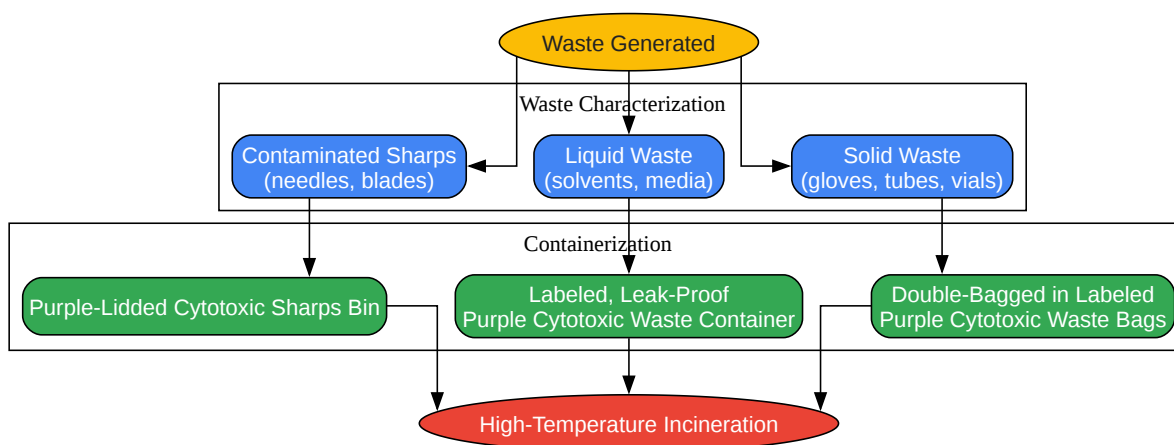 Waste Generated
Waste Characterization
Contaminated Sharps
(needles, blades)
Liquid Waste
(solvents, media)
Solid Waste
(gloves, tubes, vials)
Containerization
Purple-Lidded Cytotoxic Sharps Bin
Labeled, Leak-Proof
Purple Cytotoxic Waste Container
Double-Bagged in Labeled
Purple Cytotoxic Waste Bags
High-Temperature Incineration